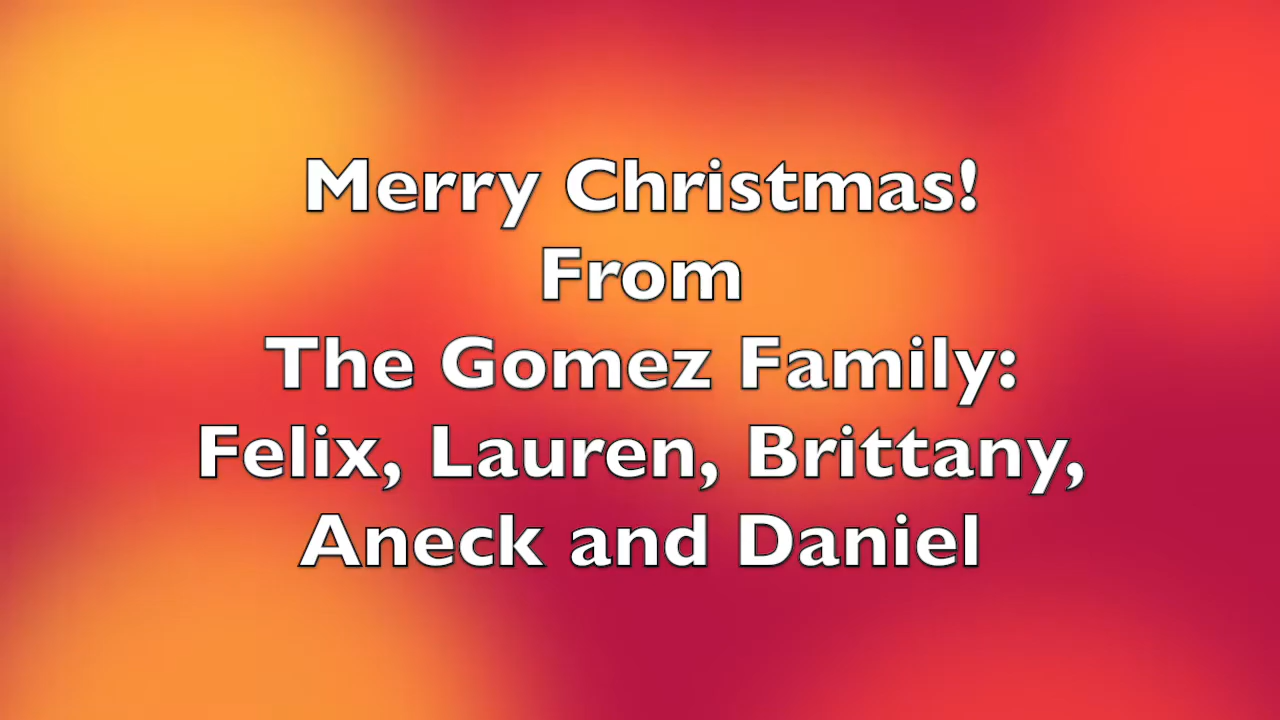 Merry Christmas!
From
The Gomez Family:
Felix, Lauren, Brittany,
Aneck and Daniel